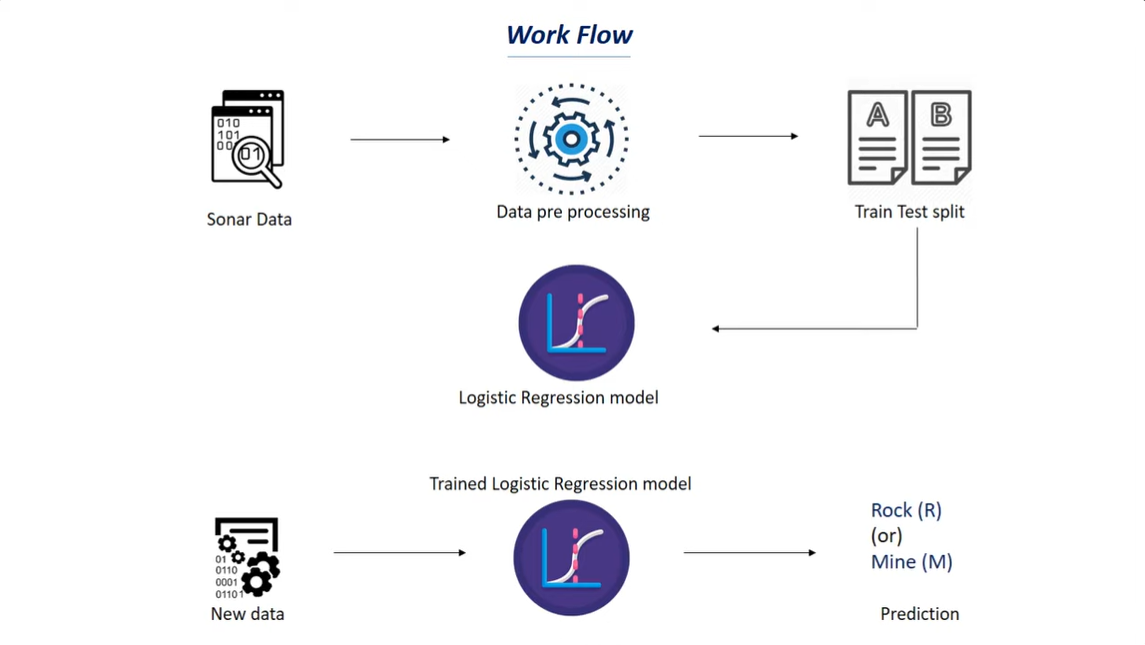 Work Flow
010
101
00
01
A
B
Sonar Data
Data pre processing
Train Test split
Logistic Regression model
Trained Logistic Regression model
01
0110
0001
01101
New data
Rock (R)
(or)
Mine (M)
Prediction